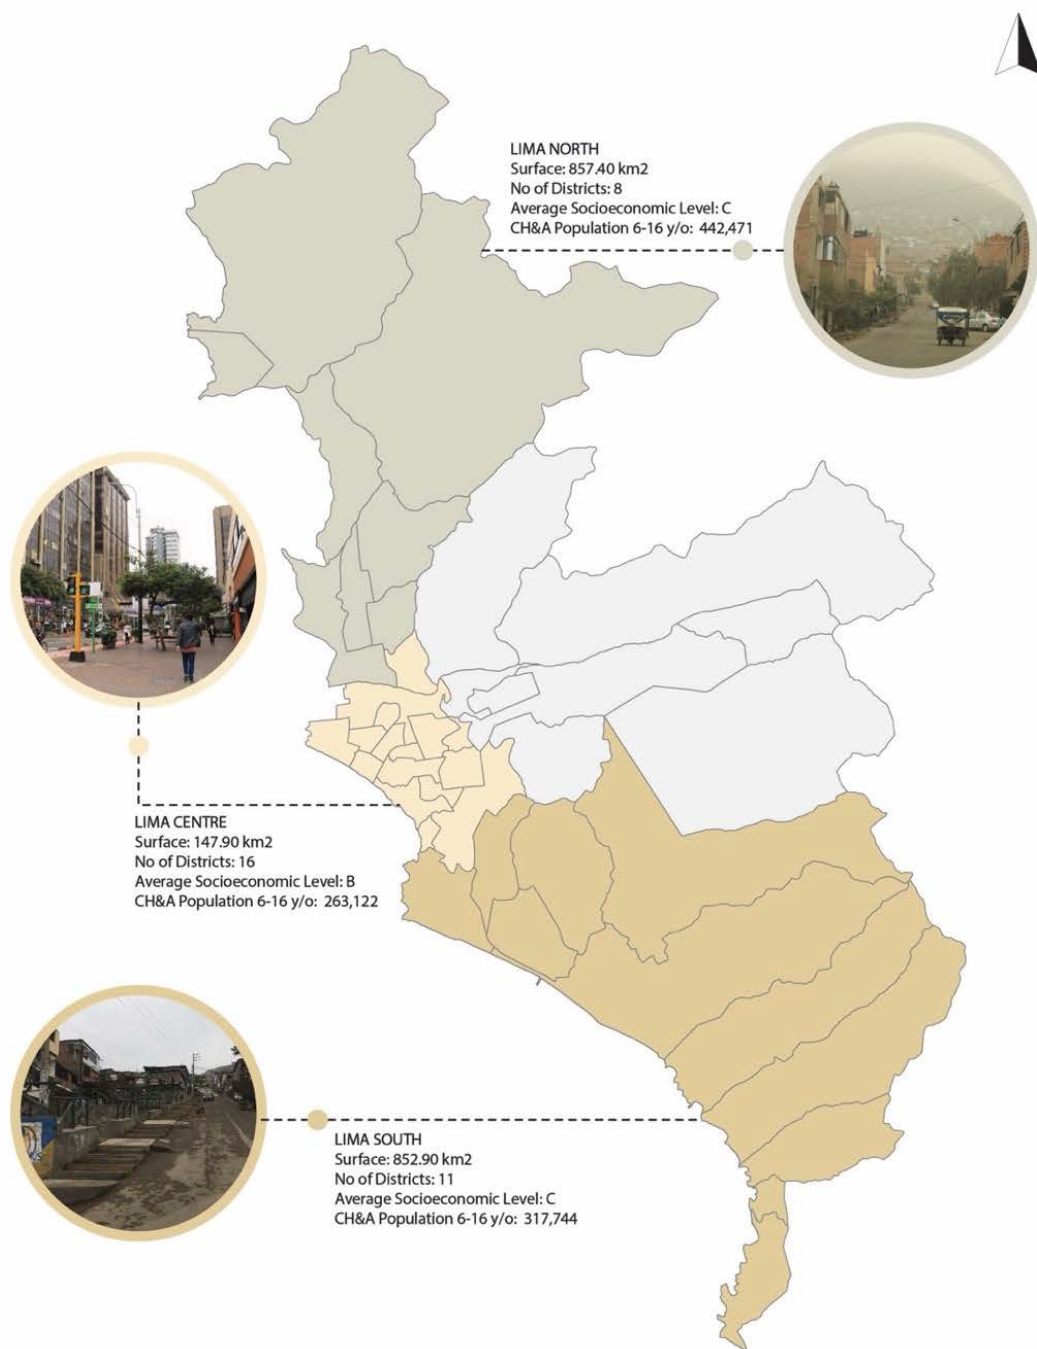 LIMA NORTH
Surface: 857.40 km2
No of Districts: 8
Average Socioeconomic Level: C
CH&A Population 6-16 y/o: 442,471
LIMA CENTRE
Surface: 147.90 km2
No of Districts: 16
Average Socioeconomic Level: B
CH&A Population 6-16 y/o: 263,122
LIMA SOUTH
Surface: 852.90 km2
No of Districts: 11
Average Socioeconomic Level: C
CH&A Population 6-16 y/o: 317,744